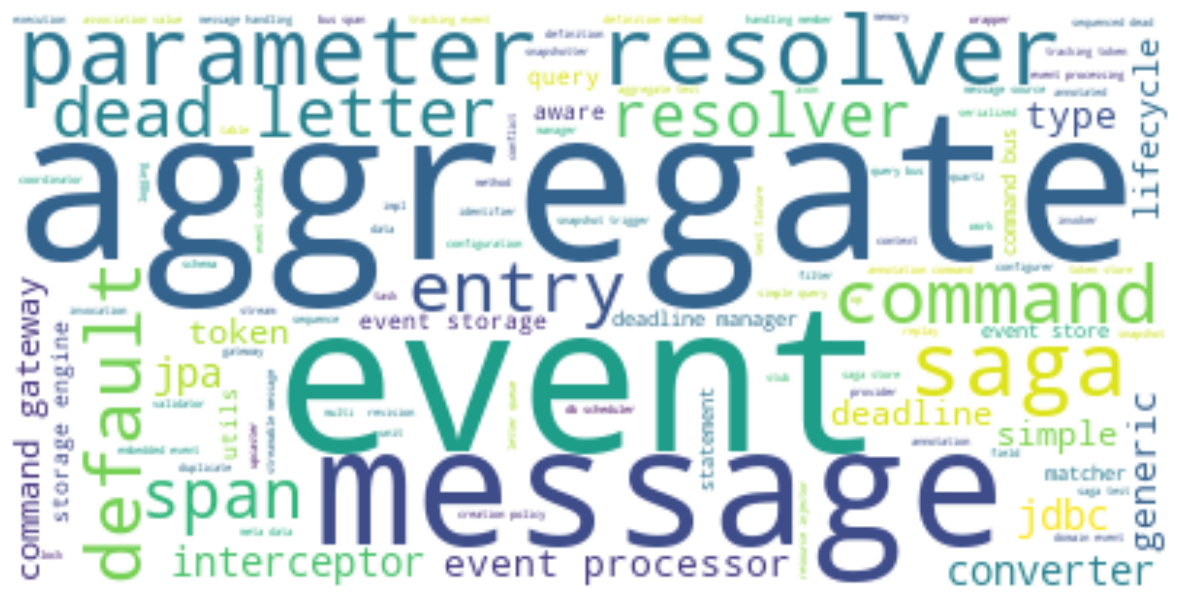 execution
association value
message handling
bus span
tracking event
definition method
handling member
memory
wrapper
sequenced dead
parameter resolver
definition
snapshotter
tracking token
query
event processing
lifecycle
dead letter
aggregate test
message source
annotated
axon
aware
resolver
serialized
type
table
manager
conflict
command bus
aggregate
logging
coordinator
method
query bus
quartz
event scheduler
impl
identifier
snapshot trigger
test fixture
work
invoker
data
configuration
context
schema
filter
annotation command
configurer
token store
default
entry
task
simple query
command
command gateway
storage engine
invocation
stream
sequence
event storage
deadline manager
replay
event store
snapshot
token
gateway
event
saga
jpa
stub
saga store
provider
validator
utils
streamable message
multi
revision
db scheduler
letter queue
statement
deadline
simple
generic
upcaster
embedded event
annotation
field
duplicate
message
matcher
span
saga test
creation policy
jdbc
meta data
resource injector
domain event
lock
interceptor
event processor
converter